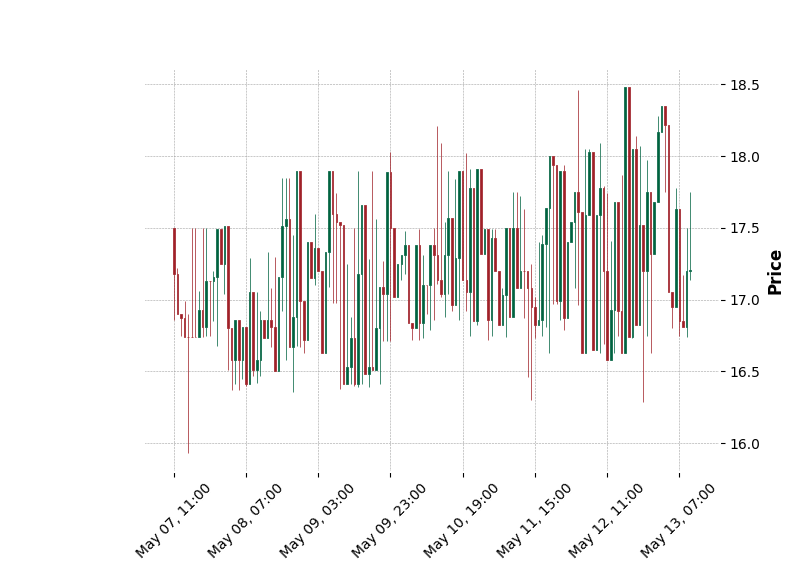 18.5
18.0
17.5
17.0
16.5
16.0
Price
May 07, 11:00
May 08, 07:00
May 09, 03:00
May 09, 23:00
May 10, 19:00
May 11, 15:00
May 12, 11:00
May 13, 07:00